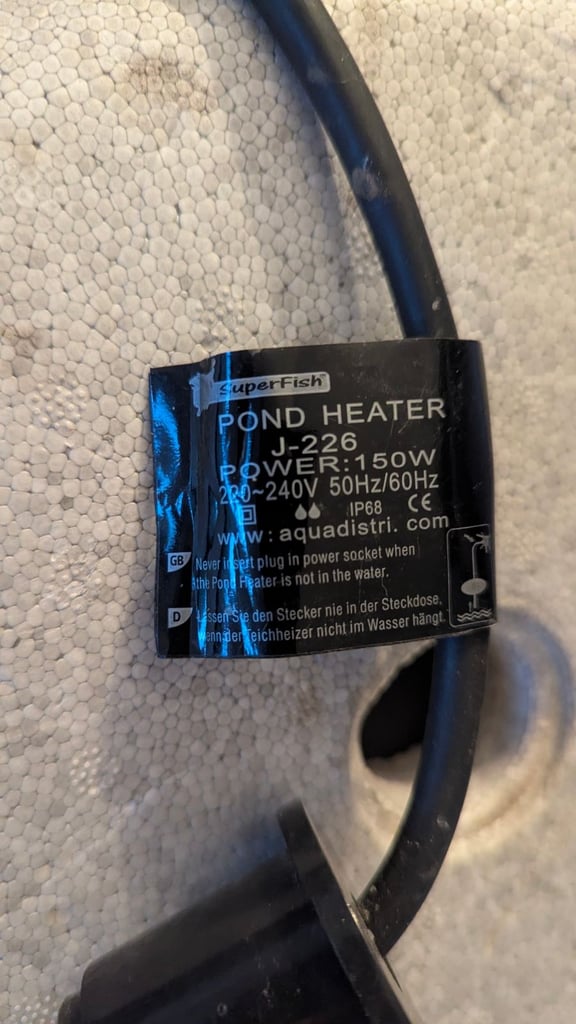 SuperFish™
POND HEATER
J-226
POWER:150W
220~240V 50Hz/60Hz
IP68 CE
www:aquadistri.com
GB Never insert plug in power socket when
the Pond Heater is not in the water.
D Lassen Sie den Stecker nie in der Steckdose,
wenn der Teichheizer nicht im Wasser hängt.